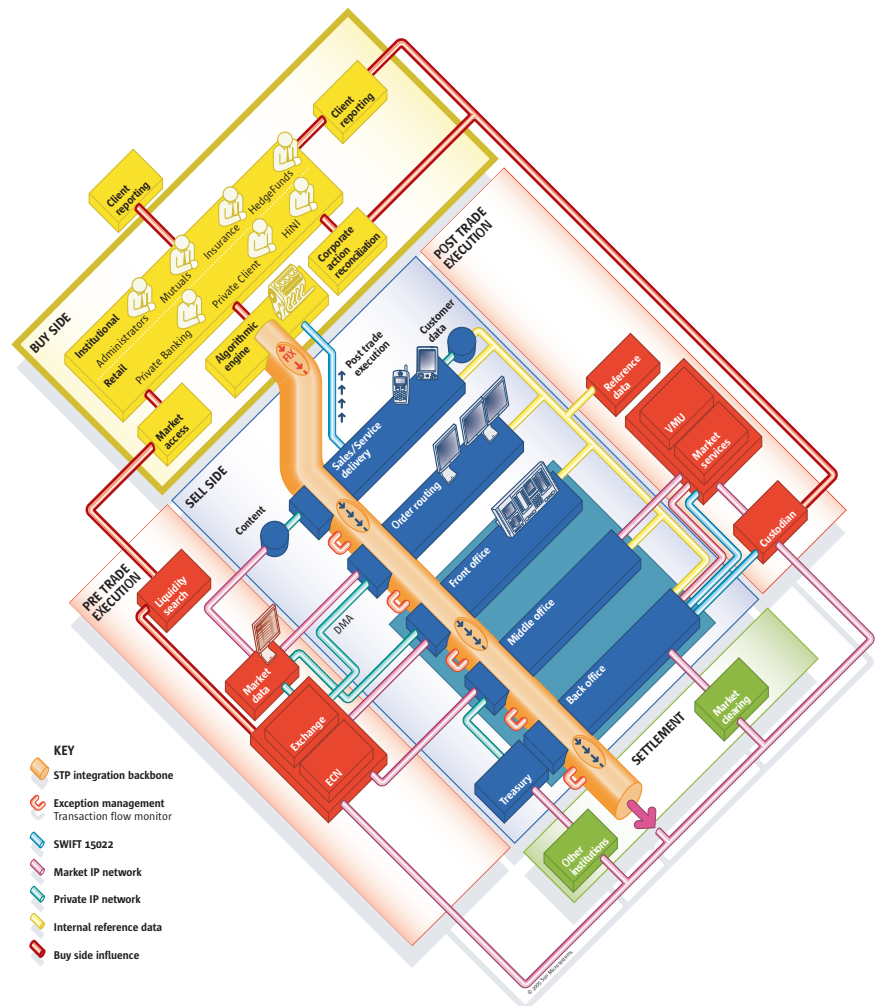 Client
reporting
Client
reporting
HedgeFunds
Insurance
Mutuals
Institutional
Administrators
HiNI
Private Client
Private Banking
Retail
BUY SIDE
Corporate
action
reconciliation
Algorithmic
engine
Market
access
FIX
POST TRADE
EXECUTION
Customer
data
Post trade
execution
Reference
data
VMU
Market
services
Custodian
SELL SIDE
Sales/Service
delivery
Order routing
Content
Front office
Middle office
Back office
DMA
PRE TRADE
EXECUTION
Liquidity
search
Market
data
Exchange
ECN
Treasury
SETTLEMENT
Market
clearing
Other
institutions
KEY
STP integration backbone
Exception management
Transaction flow monitor
SWIFT 15022
Market IP network
Private IP network
Internal reference data
Buy side influence
© 2005 Sun Microsystems